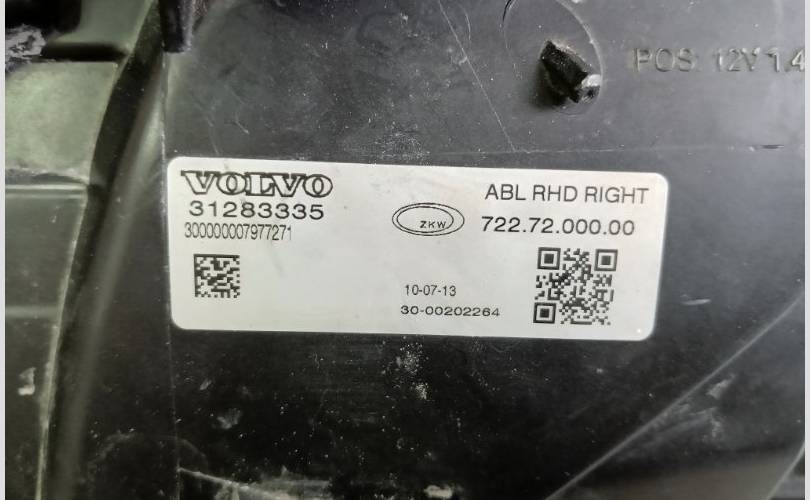 POS: 12V 1.4
VOLVO
31283335
300000007977271
ZKW
ABL RHD RIGHT
722.72.000.00
10-07-13
30-00202264